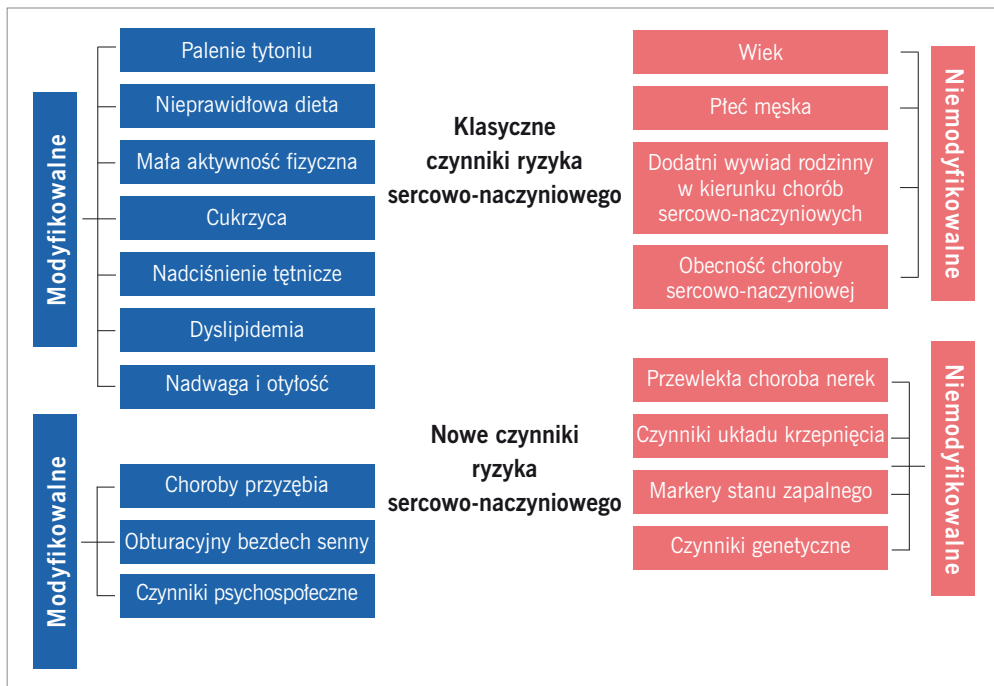 Modyfikowalne
Palenie tytoniu
Nieprawidłowa dieta
Mała aktywność fizyczna
Cukrzyca
Nadciśnienie tętnicze
Dyslipidemia
Nadwaga i otyłość
Klasyczne
czynniki ryzyka
sercowo-naczyniowego
Wiek
Płeć męska
Dodatni wywiad rodzinny
w kierunku chorób
sercowo-naczyniowych
Obecność choroby
sercowo-naczyniowej
Niemodyfikowalne
Modyfikowalne
Choroby przyzębia
Obturacyjny bezdech senny
Czynniki psychospołeczne
Nowe czynniki
ryzyka
sercowo-naczyniowego
Przewlekła choroba nerek
Czynniki układu krzepnięcia
Markery stanu zapalnego
Czynniki genetyczne
Niemodyfikowalne